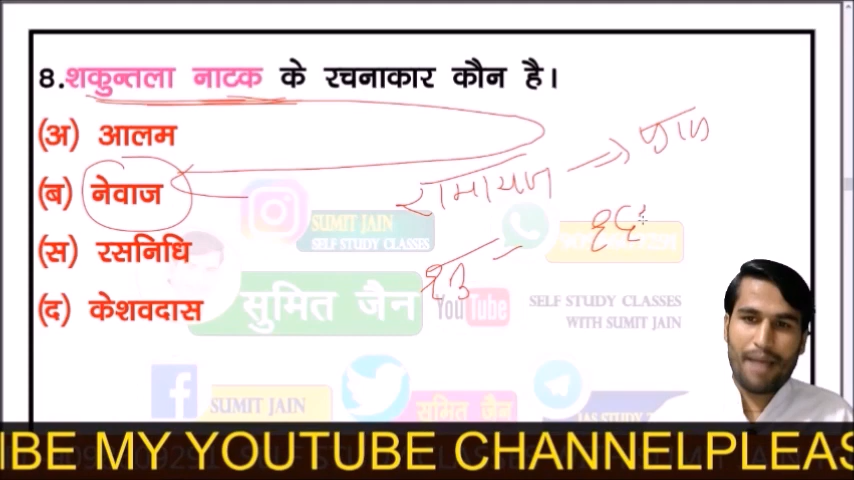 8.शकुन्तला नाटक के रचनाकार कौन है।
(अ) आलम
(ब) नेवाज
(स) रसनिधि
(द) केशवदास
रामायण
SUMIT JAIN
SELF STUDY CLASSES
सुमित जैन
YouTube
SELF STUDY CLASSES
WITH SUMIT JAIN
SUMIT JAIN
सुमित जैन
IBE MY YOUTUBE CHANNELPLEAS